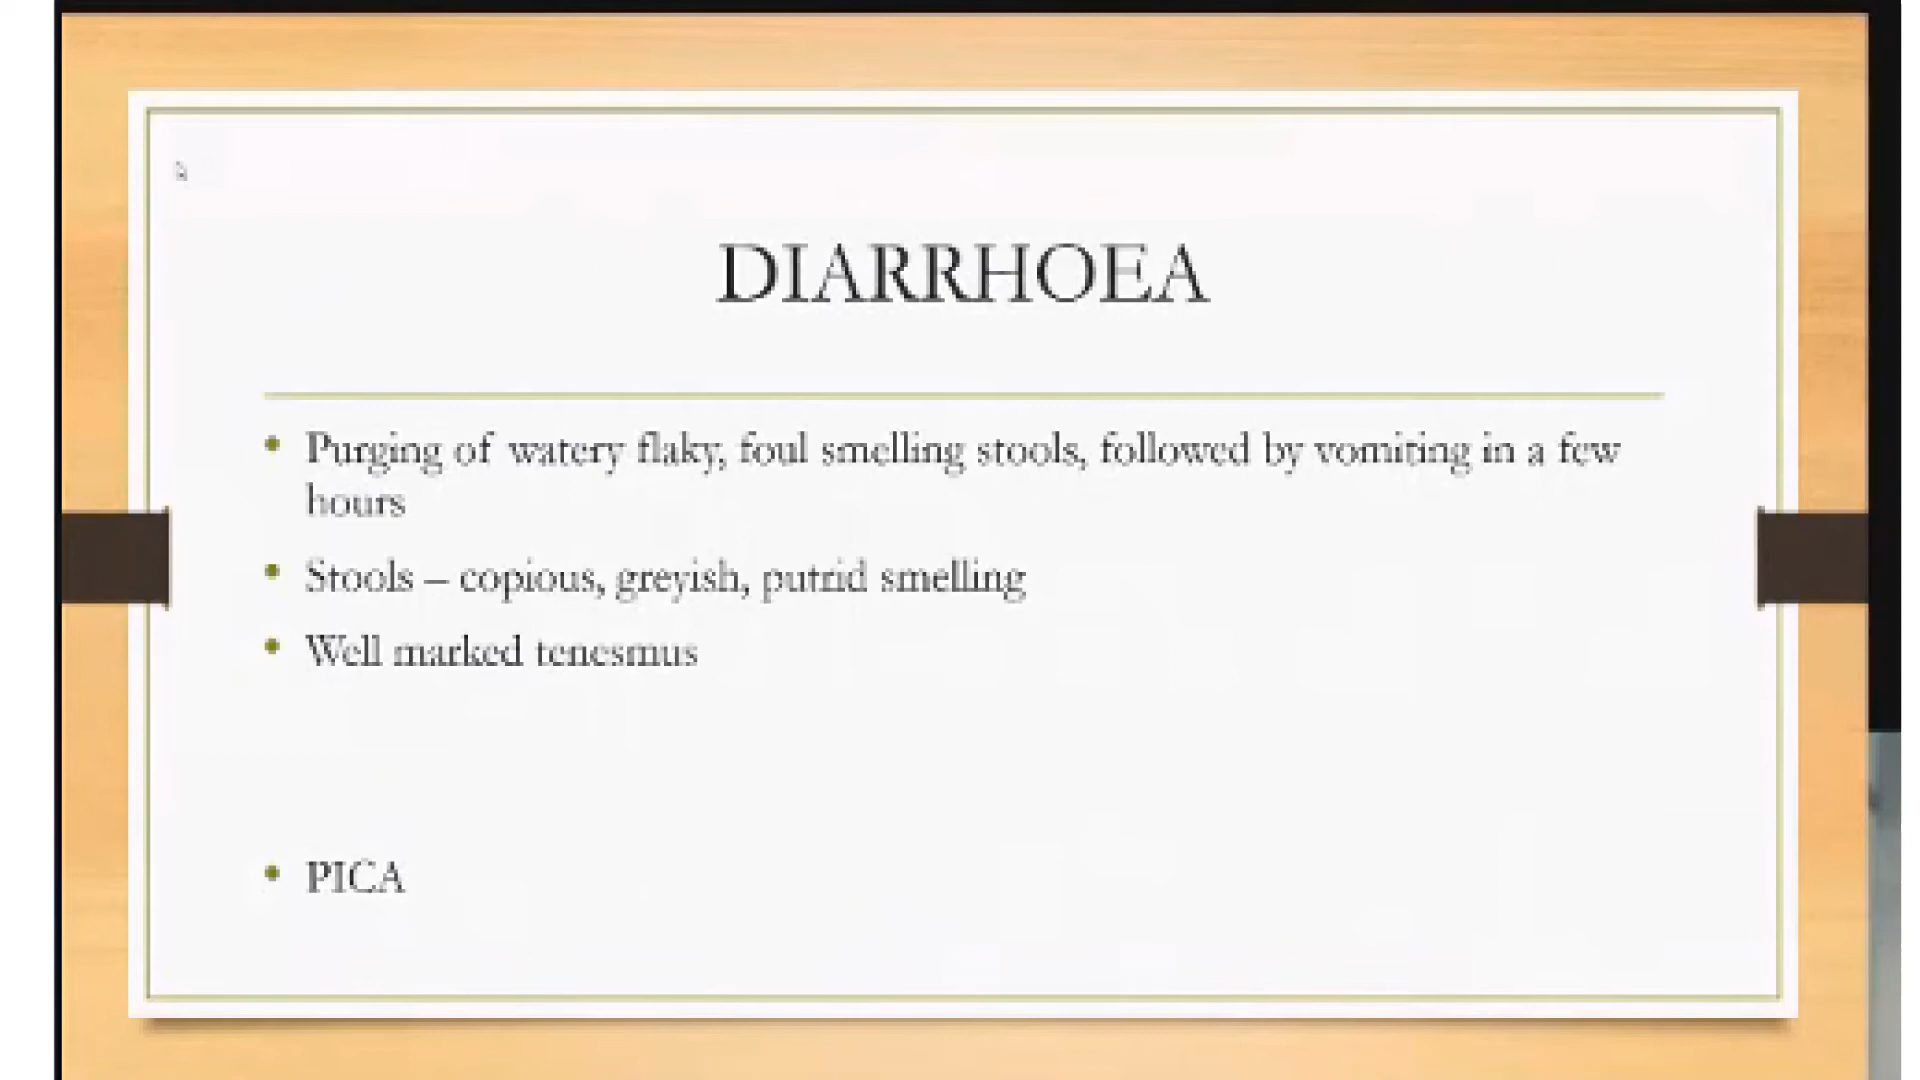 DIARRHOEA
• Purging of watery flaky, foul smelling stools, followed by vomiting in a few
hours
• Stools – copious, greyish, putrid smelling
• Well marked tenesmus
• PICA